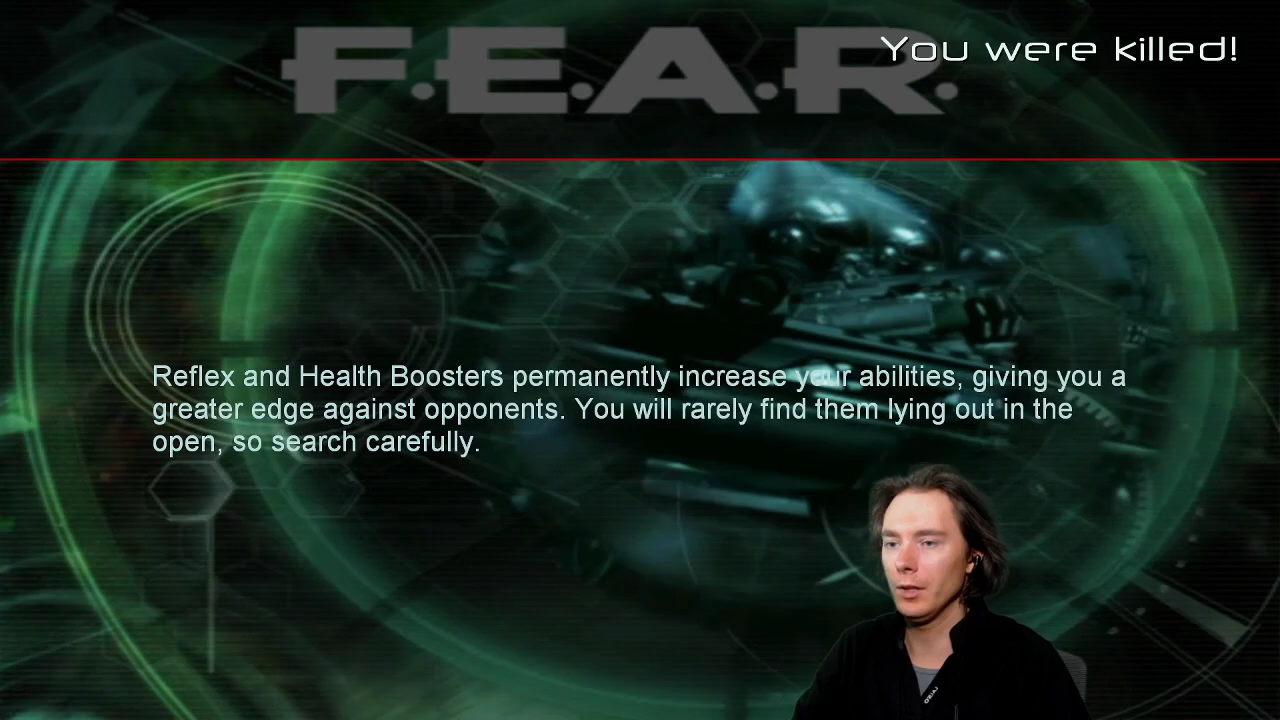 F.E.A.R.
You were killed!
Reflex and Health Boosters permanently increase your abilities, giving you a
greater edge against opponents. You will rarely find them lying out in the
open, so search carefully.